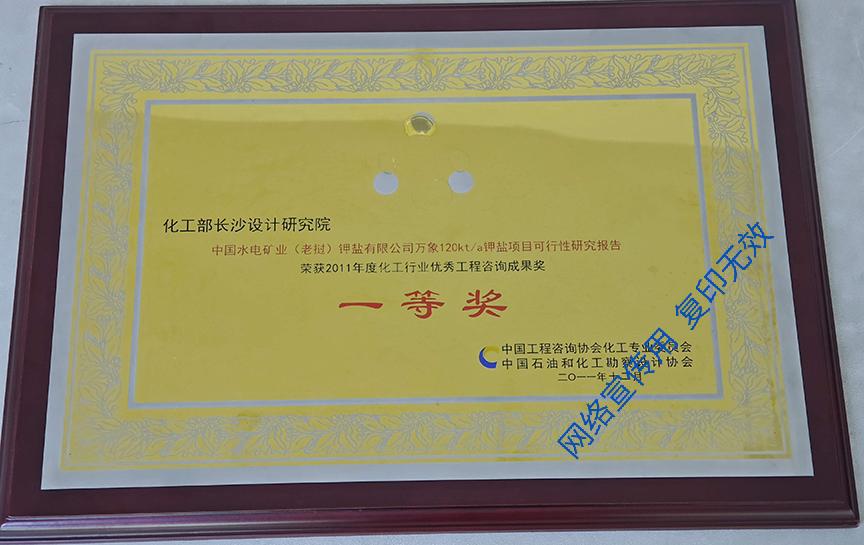 化工部长沙设计研究院
中国水电矿业（老挝）钾盐有限公司万象120kt/a钾盐项目可行性研究报告
荣获2011年度化工行业优秀工程咨询成果奖
一等奖
中国工程咨询协会化工专业委员会
中国石油和化工勘察设计协会
二〇一一年十 月
网络宣传用 复印无效